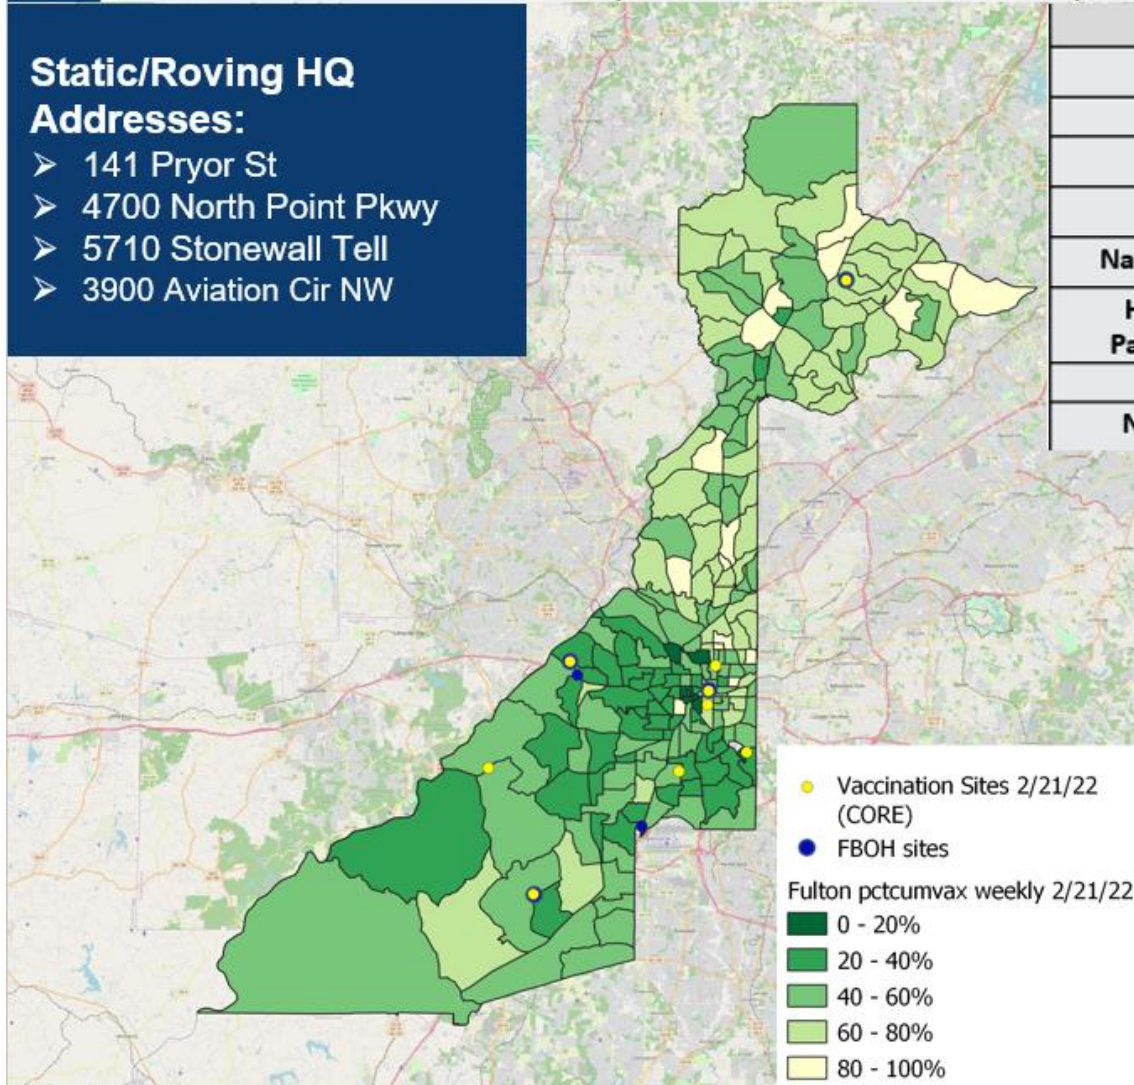 Static/Roving HQ
Addresses:
➤ 141 Pryor St
➤ 4700 North Point Pkwy
➤ 5710 Stonewall Tell
➤ 3900 Aviation Cir NW
Na
H
Pa
N
Vaccination Sites 2/21/22
(CORE)
FBOH sites
Fulton pctcumvax weekly 2/21/22
0 - 20%
20 - 40%
40 - 60%
60 - 80%
80 - 100%